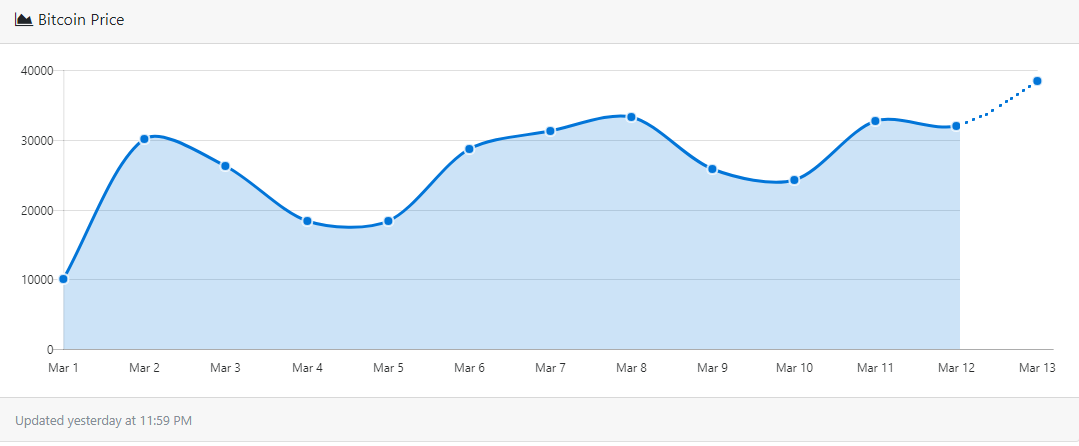 Bitcoin Price
40000
30000
20000
10000
0
Mar 1 Mar 2 Mar 3 Mar 4 Mar 5 Mar 6 Mar 7 Mar 8 Mar 9 Mar 10 Mar 11 Mar 12 Mar 13
Updated yesterday at 11:59 PM